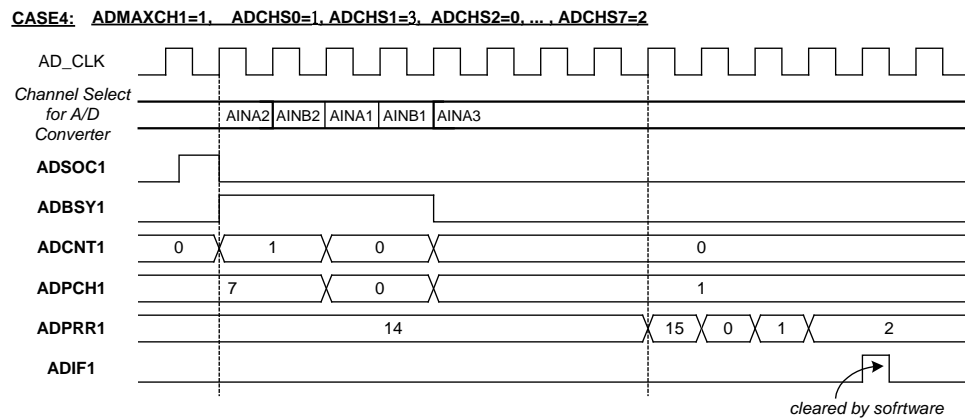 CASE4: ADMAXCH1=1, ADCHS0=1, ADCHS1=3, ADCHS2=0, ... , ADCHS7=2
AD_CLK
Channel Select
for A/D
Converter
AINA2 AINB2 AINA1 AINB1 AINA3
ADSOC1
ADBSY1
ADCNT1 0 1 0 0
ADPCH1 7 0 1
ADPRR1 14 15 0 1 2
ADIF1
cleared by sofrtware